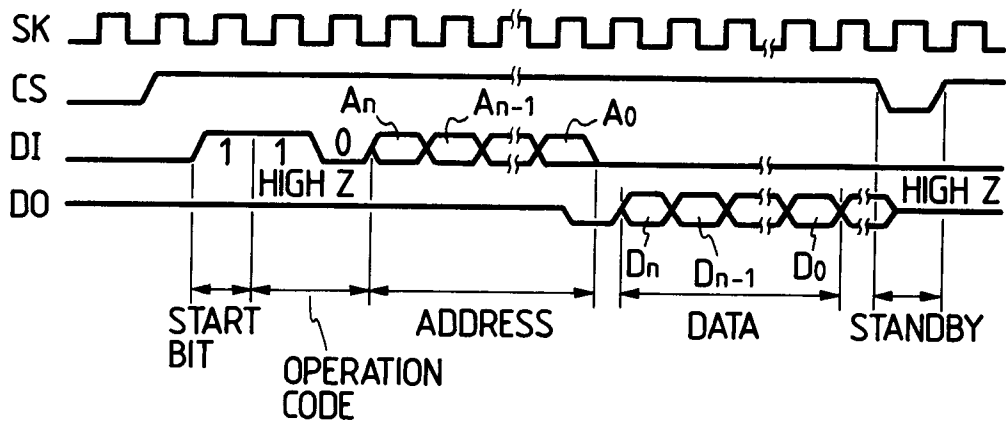 SK
CS
An An-1 A0
DI 1 1 0
HIGH Z HIGH Z
DO
Dn Dn-1 D0
START BIT
OPERATION CODE
ADDRESS
DATA
STANDBY